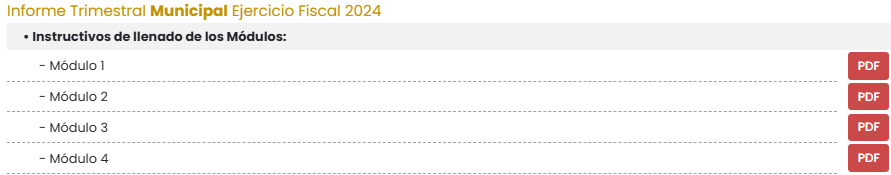 Informe Trimestral Municipal Ejercicio Fiscal 2024
• Instructivos de llenado de los Módulos:
- Módulo 1 PDF
- Módulo 2 PDF
- Módulo 3 PDF
- Módulo 4 PDF